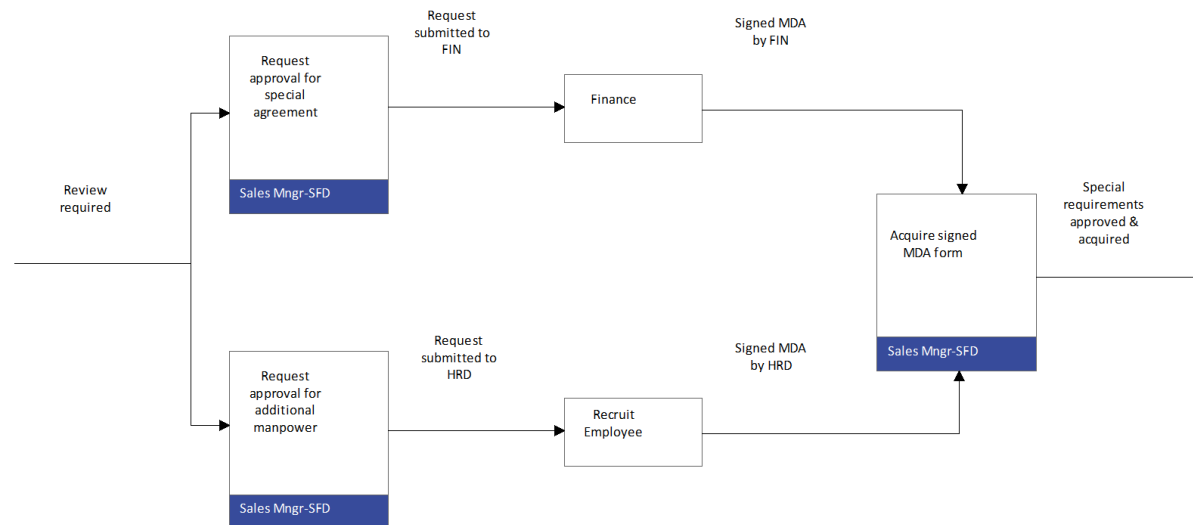 Request
submitted to
FIN
Signed MDA
by FIN
Request
approval for
special
agreement
Finance
Sales Mngr-SFD
Review
required
Special
requirements
approved &
acquired
Acquire signed
MDA form
Sales Mngr-SFD
Request
submitted to
HRD
Signed MDA
by HRD
Request
approval for
additional
manpower
Recruit
Employee
Sales Mngr-SFD